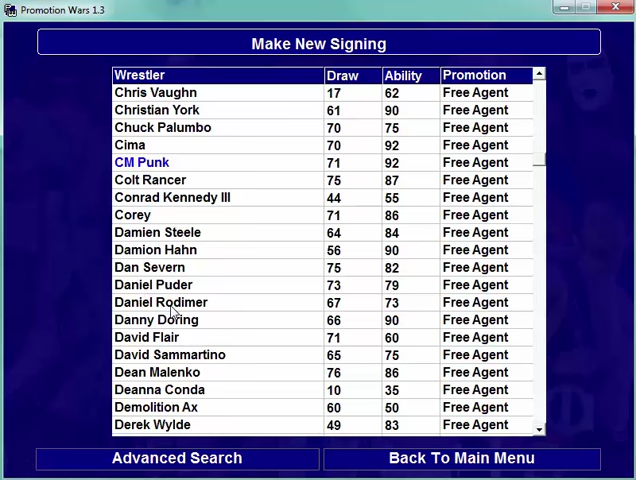 Promotion Wars 1.3
Make New Signing
Wrestler Draw Ability Promotion
Chris Vaughn 17 62 Free Agent
Christian York 61 90 Free Agent
Chuck Palumbo 70 75 Free Agent
Cima 70 92 Free Agent
CM Punk 71 92 Free Agent
Colt Rancer 75 87 Free Agent
Conrad Kennedy III 44 55 Free Agent
Corey 71 86 Free Agent
Damien Steele 64 84 Free Agent
Damion Hahn 56 90 Free Agent
Dan Severn 75 82 Free Agent
Daniel Puder 73 79 Free Agent
Daniel Rodimer 67 73 Free Agent
Danny Doring 66 90 Free Agent
David Flair 71 60 Free Agent
David Sammartino 65 75 Free Agent
Dean Malenko 76 86 Free Agent
Deanna Conda 10 35 Free Agent
Demolition Ax 60 50 Free Agent
Derek Wylde 49 83 Free Agent
Advanced Search Back To Main Menu